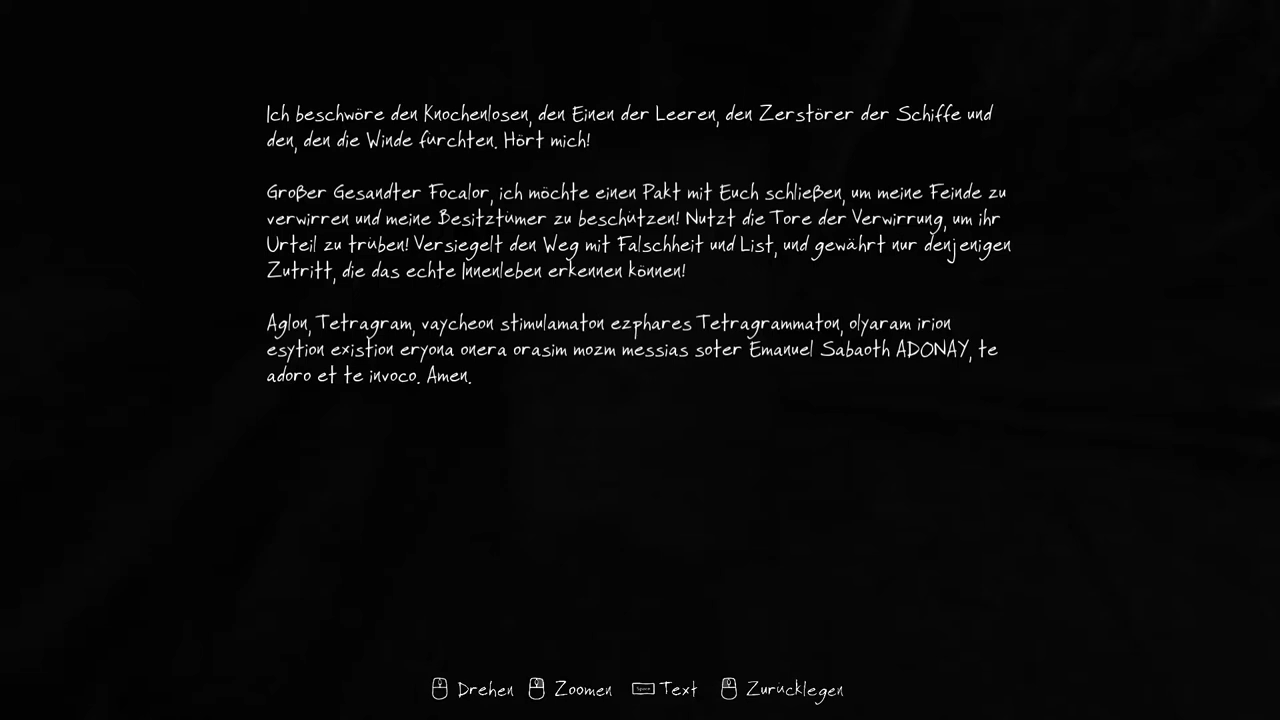 Ich beschwöre den Knochenlosen, den Einen der Leeren, den Zerstörer der Schiffe und
den, den die Winde fürchten. Hört mich!
Großer Gesandter Focalor, ich möchte einen Pakt mit Euch schließen, um meine Feinde zu
verwirren und meine Besitztümer zu beschützen! Nutzt die Tore der Verwirrung, um ihr
Urteil zu trüben! Versiegelt den Weg mit Falschheit und List, und gewährt nur denjenigen
Zutritt, die das echte Innenleben erkennen können!
Aglon, Tetragram, vaycheon stimulamaton ezphares Tetragrammaton, olyaram irion
esytion existion eryona onera orasim mozm messias soter Emanuel Sabaoth ADONAY, te
adoro et te invoco. Amen.
Drehen Zoomen Text Zurücklegen